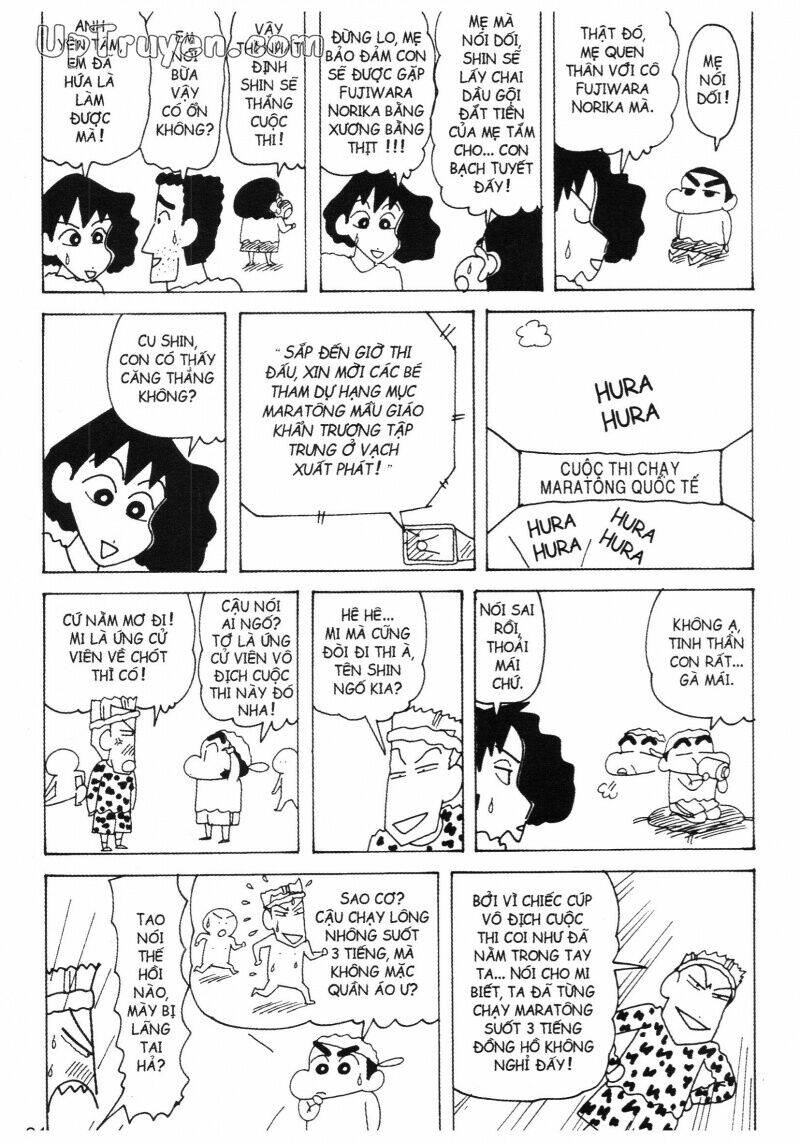 UpTruyen.com
MẸ
NÓI
DỐI!
THẬT ĐÓ,
MẸ QUEN
THÂN VỚI CÔ
FUJIWARA
NORIKA MÀ.
MẸ MÀ
NÓI DỐI,
SHIN SẼ
LẤY CHAI
DẦU GỘI
ĐẮT TIỀN
CỦA MẸ TẮM
CHO... CON
BẠCH TUYẾT
ĐẤY!
ĐỪNG LO, MẸ
BẢO ĐẢM CON
SẼ ĐƯỢC GẶP
FUJIWARA
NORIKA BẰNG
XƯƠNG BẰNG
THỊT !!!
VẬY
THÌ NHẤT
ĐỊNH
SHIN SẼ
THẮNG
CUỘC
THI!
EM
NÓI
BỪA
VẬY
CÓ ỔN
KHÔNG?
ANH
YÊN TÂM,
EM ĐÃ
HỨA LÀ
LÀM
ĐƯỢC
MÀ!
HURA
HURA
CUỘC THI CHẠY
MARATÔNG QUỐC TẾ
HURA
HURA
HURA
HURA
"SẮP ĐẾN GIỜ THI
ĐẤU, XIN MỜI CÁC BÉ
THAM DỰ HẠNG MỤC
MARATÔNG MẪU GIÁO
KHẨN TRƯƠNG TẬP
TRUNG Ở VẠCH
XUẤT PHÁT!"
CU SHIN,
CON CÓ THẤY
CĂNG THẲNG
KHÔNG?
KHÔNG Ạ,
TINH THẦN
CON RẤT...
GÀ MÁI.
NÓI SAI
RỒI,
THOẢI
MÁI
CHỨ.
HÊ HÊ...
MI MÀ CŨNG
ĐÒI ĐI THI À,
TÊN SHIN
NGỐ KIA?
CẬU NÓI
AI NGỐ?
TỚ LÀ ỨNG
CỬ VIÊN VÔ
ĐỊCH CUỘC
THI NÀY ĐÓ
NHA!
CỨ NẰM MƠ ĐI!
MI LÀ ỨNG CỬ
VIÊN VỀ CHÓT
THÌ CÓ!
BỞI VÌ CHIẾC CÚP
VÔ ĐỊCH CUỘC
THI COI NHƯ ĐÃ
NẰM TRONG TAY
TA... NÓI CHO MI
BIẾT, TA ĐÃ TỪNG
CHẠY MARATÔNG
SUỐT 3 TIẾNG
ĐỒNG HỒ KHÔNG
NGHỈ ĐẤY!
SAO CƠ?
CẬU CHẠY LÔNG
NHÔNG SUỐT
3 TIẾNG, MÀ
KHÔNG MẶC
QUẦN ÁO Ư?
TAO
NÓI
THẾ
HỒI
NÀO,
MÀY BỊ
LÃNG
TAI
HẢ?